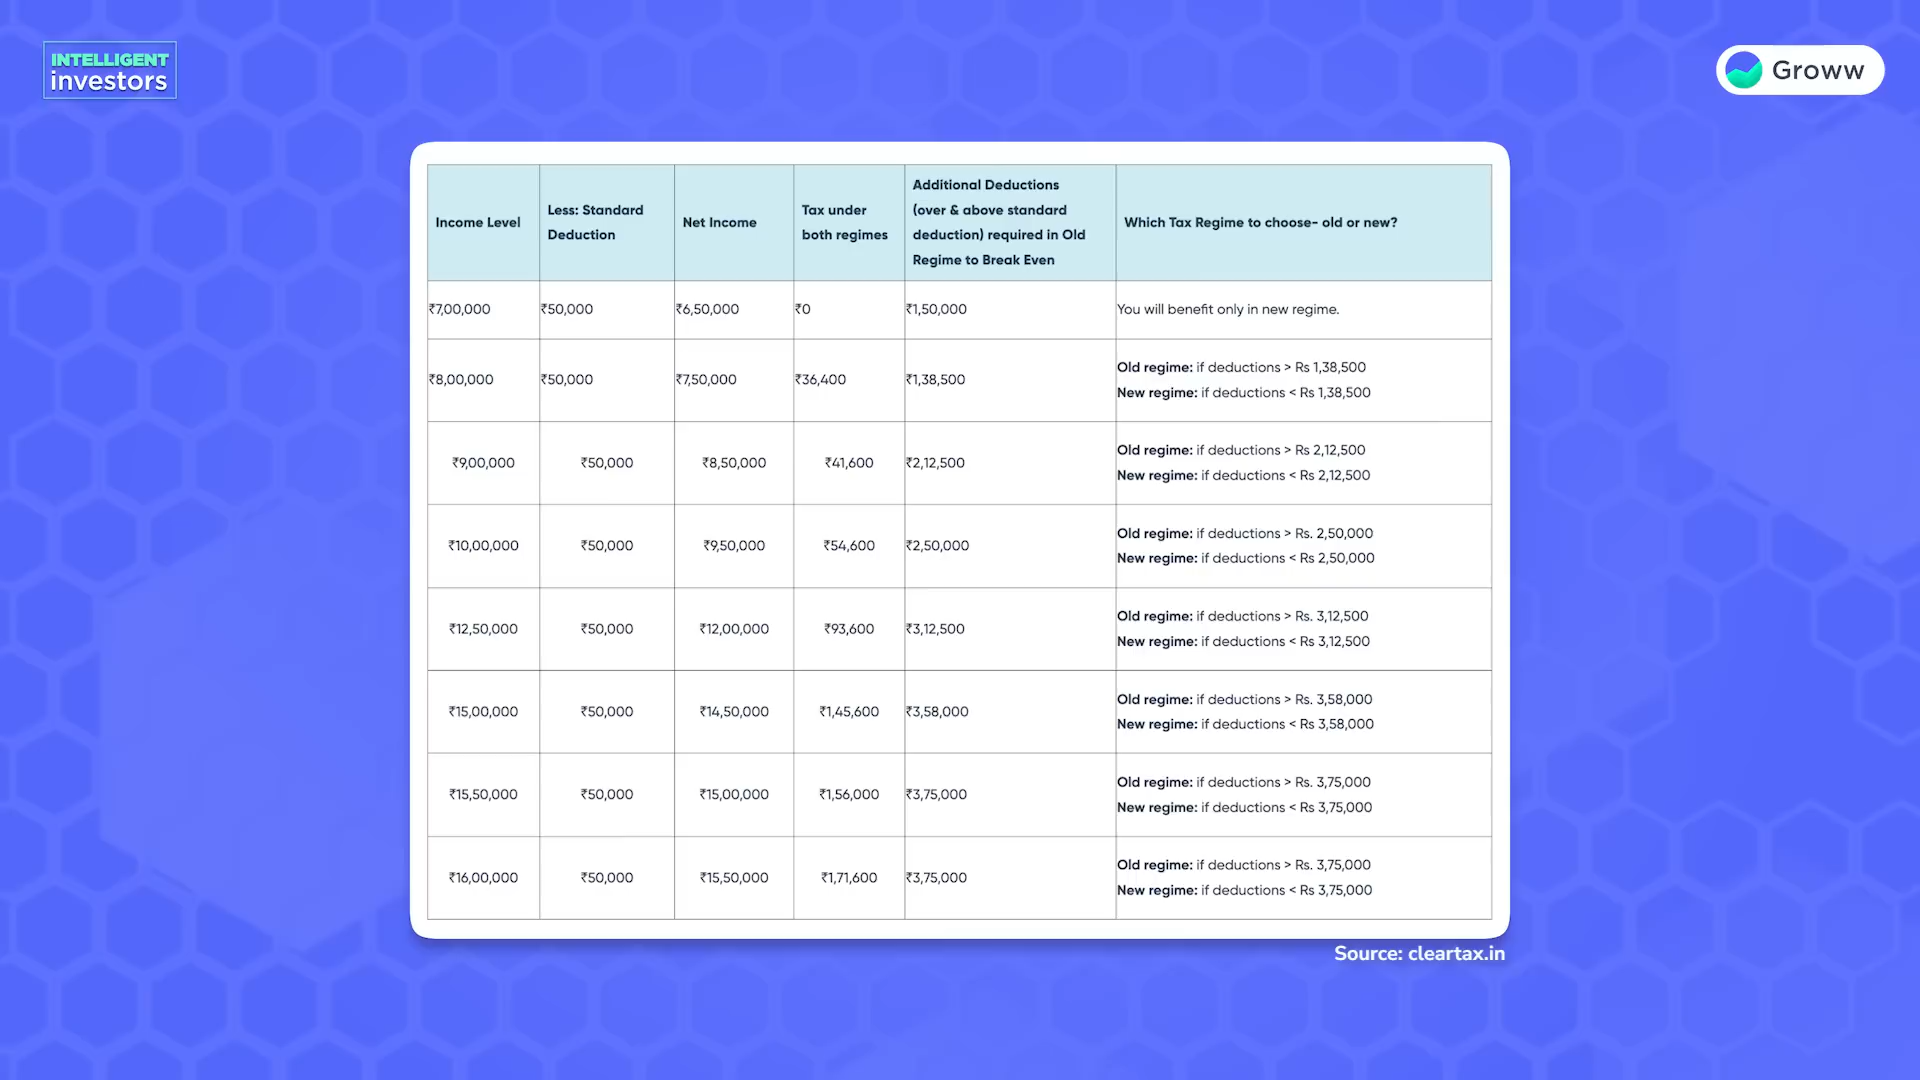 INTELLIGENT
investors
Groww
Income Level
Less: Standard
Deduction
Net Income
Tax under
both regimes
Additional Deductions
(over & above standard
deduction) required in Old
Regime to Break Even
Which Tax Regime to choose- old or new?
₹7,00,000
₹50,000
₹6,50,000
₹0
₹1,50,000
You will benefit only in new regime.
₹8,00,000
₹50,000
₹7,50,000
₹36,400
₹1,38,500
Old regime: if deductions > Rs 1,38,500
New regime: if deductions < Rs 1,38,500
₹9,00,000
₹50,000
₹8,50,000
₹41,600
₹2,12,500
Old regime: if deductions > Rs 2,12,500
New regime: if deductions < Rs 2,12,500
₹10,00,000
₹50,000
₹9,50,000
₹54,600
₹2,50,000
Old regime: if deductions > Rs. 2,50,000
New regime: if deductions < Rs 2,50,000
₹12,50,000
₹50,000
₹12,00,000
₹93,600
₹3,12,500
Old regime: if deductions > Rs. 3,12,500
New regime: if deductions < Rs 3,12,500
₹15,00,000
₹50,000
₹14,50,000
₹1,45,600
₹3,58,000
Old regime: if deductions > Rs. 3,58,000
New regime: if deductions < Rs 3,58,000
₹15,50,000
₹50,000
₹15,00,000
₹1,56,000
₹3,75,000
Old regime: if deductions > Rs. 3,75,000
New regime: if deductions < Rs 3,75,000
₹16,00,000
₹50,000
₹15,50,000
₹1,71,600
₹3,75,000
Old regime: if deductions > Rs. 3,75,000
New regime: if deductions < Rs 3,75,000
Source: cleartax.in